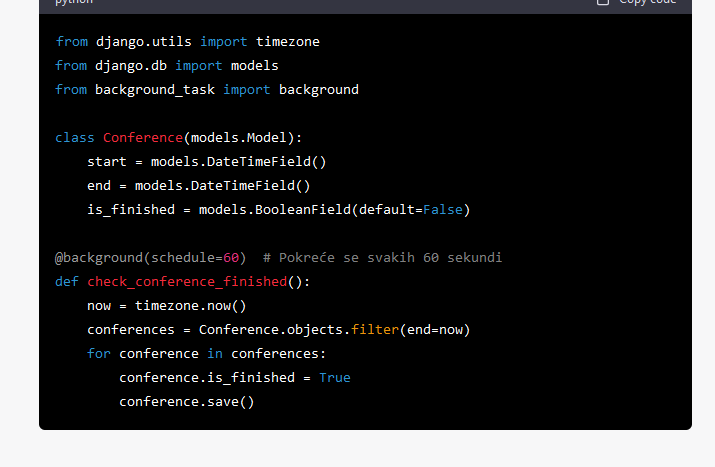 python Copy code
from django.utils import timezone
from django.db import models
from background_task import background
class Conference(models.Model):
start = models.DateTimeField()
end = models.DateTimeField()
is_finished = models.BooleanField(default=False)
@background(schedule=60)  # Pokreće se svakih 60 sekundi
def check_conference_finished():
now = timezone.now()
conferences = Conference.objects.filter(end=now)
for conference in conferences:
conference.is_finished = True
conference.save()